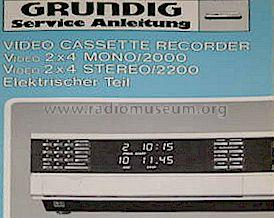 GRUNDIG
Service Anleitung
VIDEO CASSETTE RECORDER
VIDEO 2x4 MONO/2000
VIDEO 2x4 STEREO/2200
Elektrischer Teil
www.radiomuseum.org
2 10:15
10 11.45